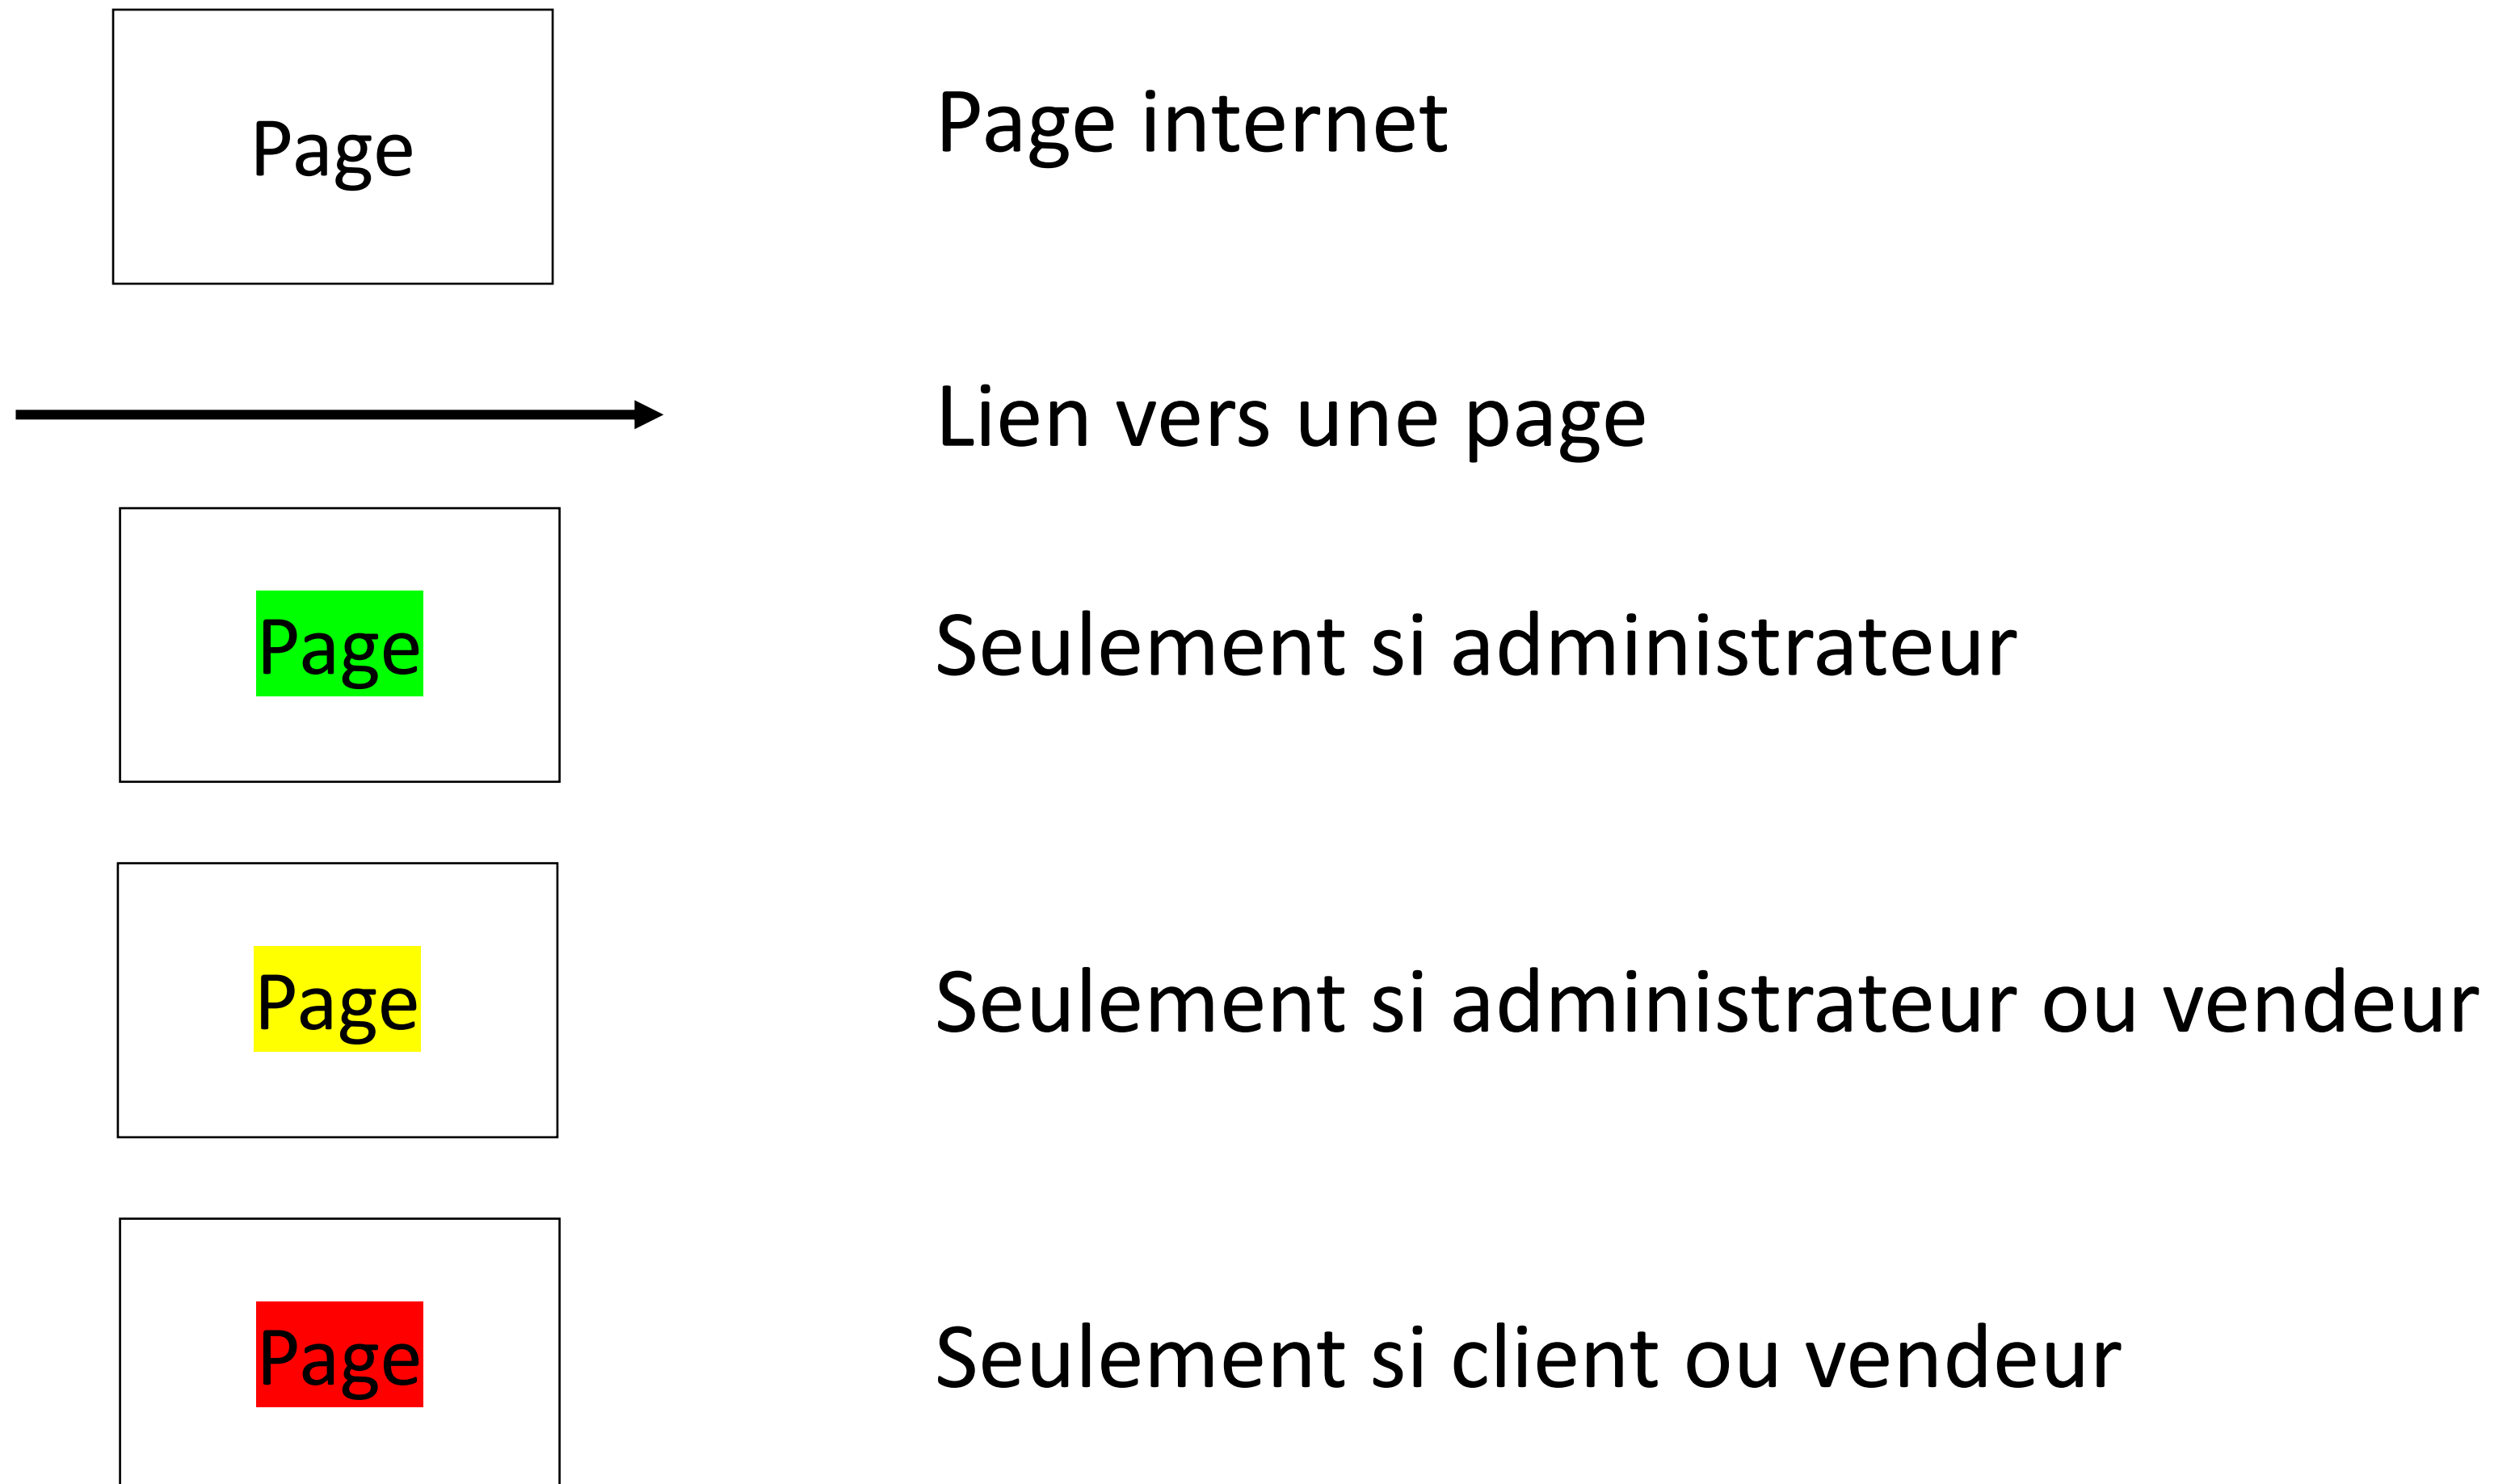 Page
Page internet
Lien vers une page
Page
Seulement si administrateur
Page
Seulement si administrateur ou vendeur
Page
Seulement si client ou vendeur